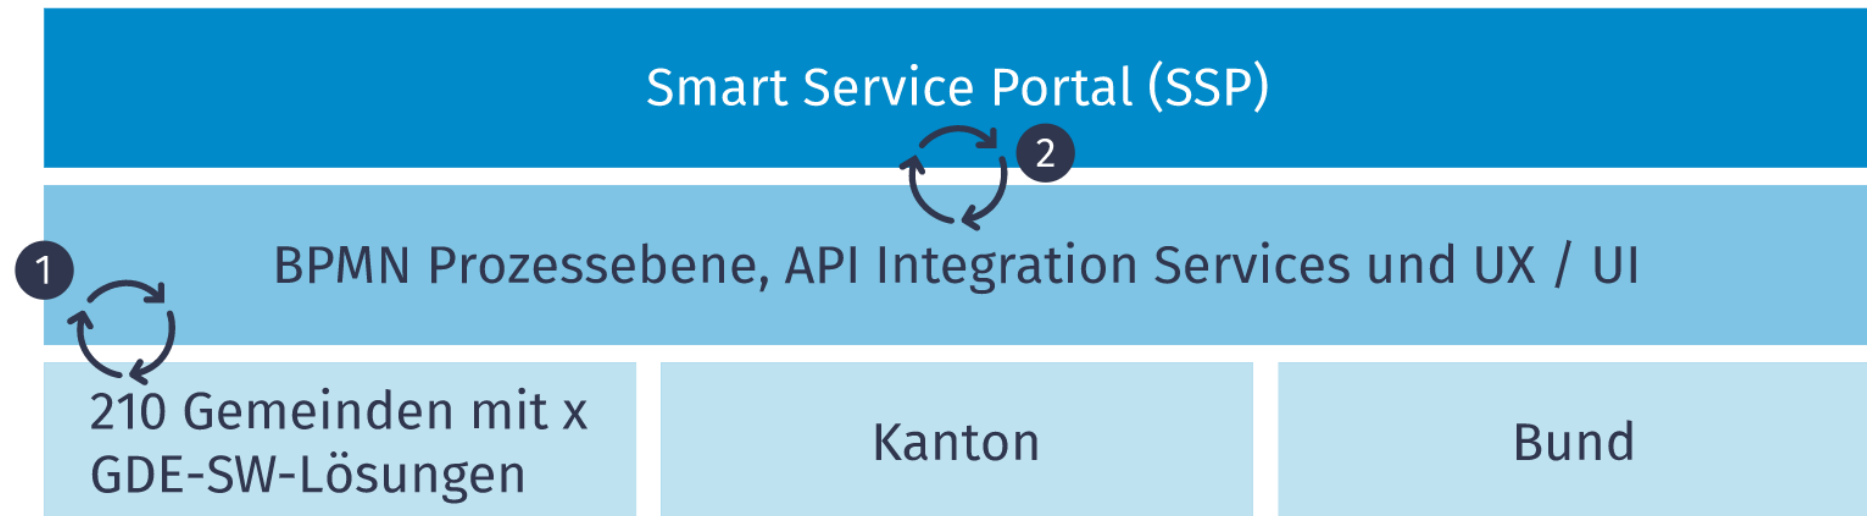 Smart Service Portal (SSP)
2
1
BPMN Prozessebene, API Integration Services und UX / UI
210 Gemeinden mit x
GDE-SW-Lösungen
Kanton
Bund